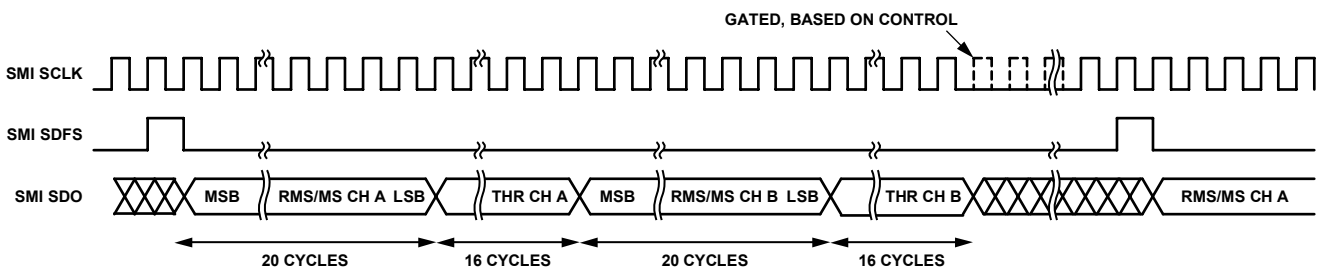 GATED, BASED ON CONTROL
SMI SCLK
SMI SDFS
SMI SDO
MSB
RMS/MS CH A LSB
THR CH A
MSB
RMS/MS CH B LSB
THR CH B
RMS/MS CH A
20 CYCLES
16 CYCLES
20 CYCLES
16 CYCLES